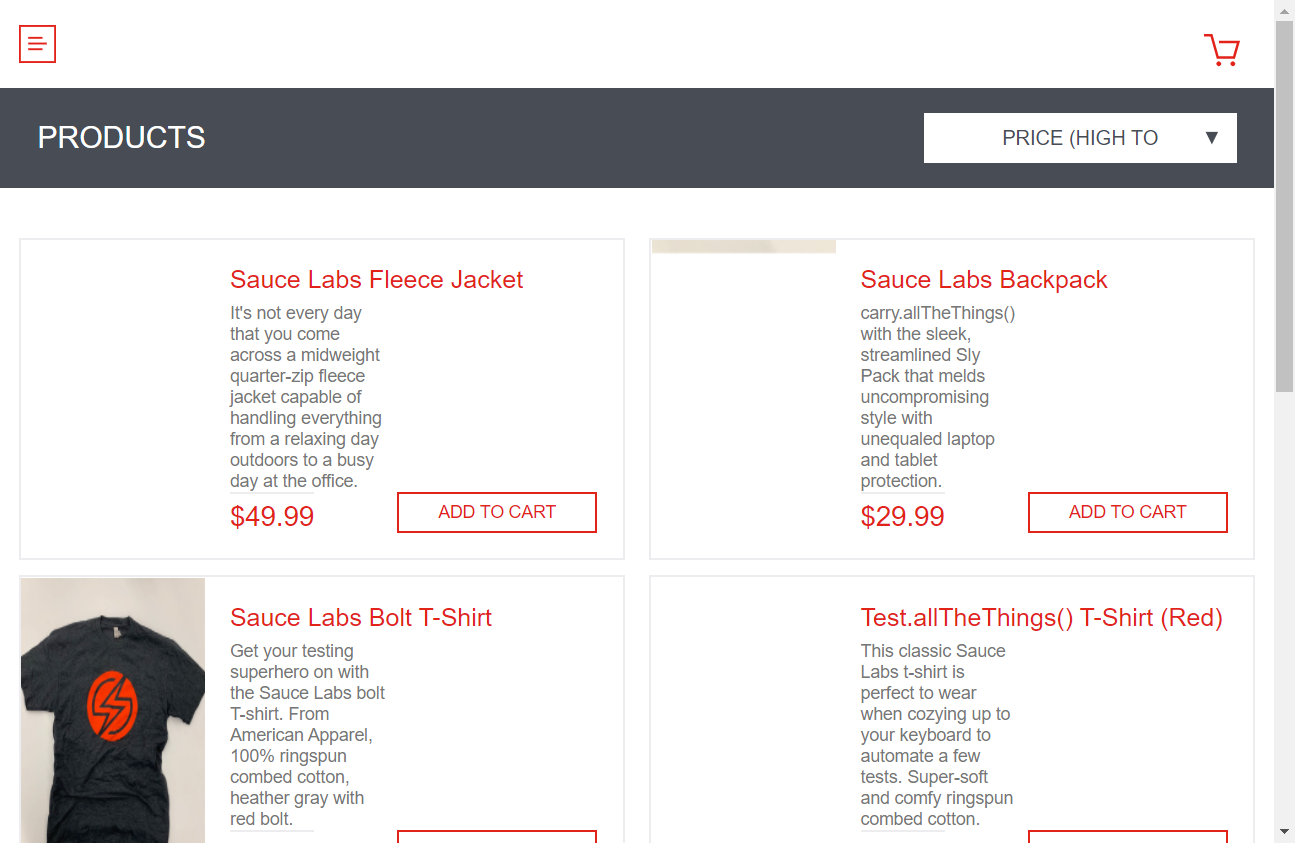 PRODUCTS
PRICE (HIGH TO
Sauce Labs Fleece Jacket
It's not every day
that you come
across a midweight
quarter-zip fleece
jacket capable of
handling everything
from a relaxing day
outdoors to a busy
day at the office.
$49.99
ADD TO CART
Sauce Labs Backpack
carry.allTheThings()
with the sleek,
streamlined Sly
Pack that melds
uncompromising
style with
unequaled laptop
and tablet
protection.
$29.99
ADD TO CART
Sauce Labs Bolt T-Shirt
Get your testing
superhero on with
the Sauce Labs bolt
T-shirt. From
American Apparel,
100% ringspun
combed cotton,
heather gray with
red bolt.
Test.allTheThings() T-Shirt (Red)
This classic Sauce
Labs t-shirt is
perfect to wear
when cozying up to
your keyboard to
automate a few
tests. Super-soft
and comfy ringspun
combed cotton.